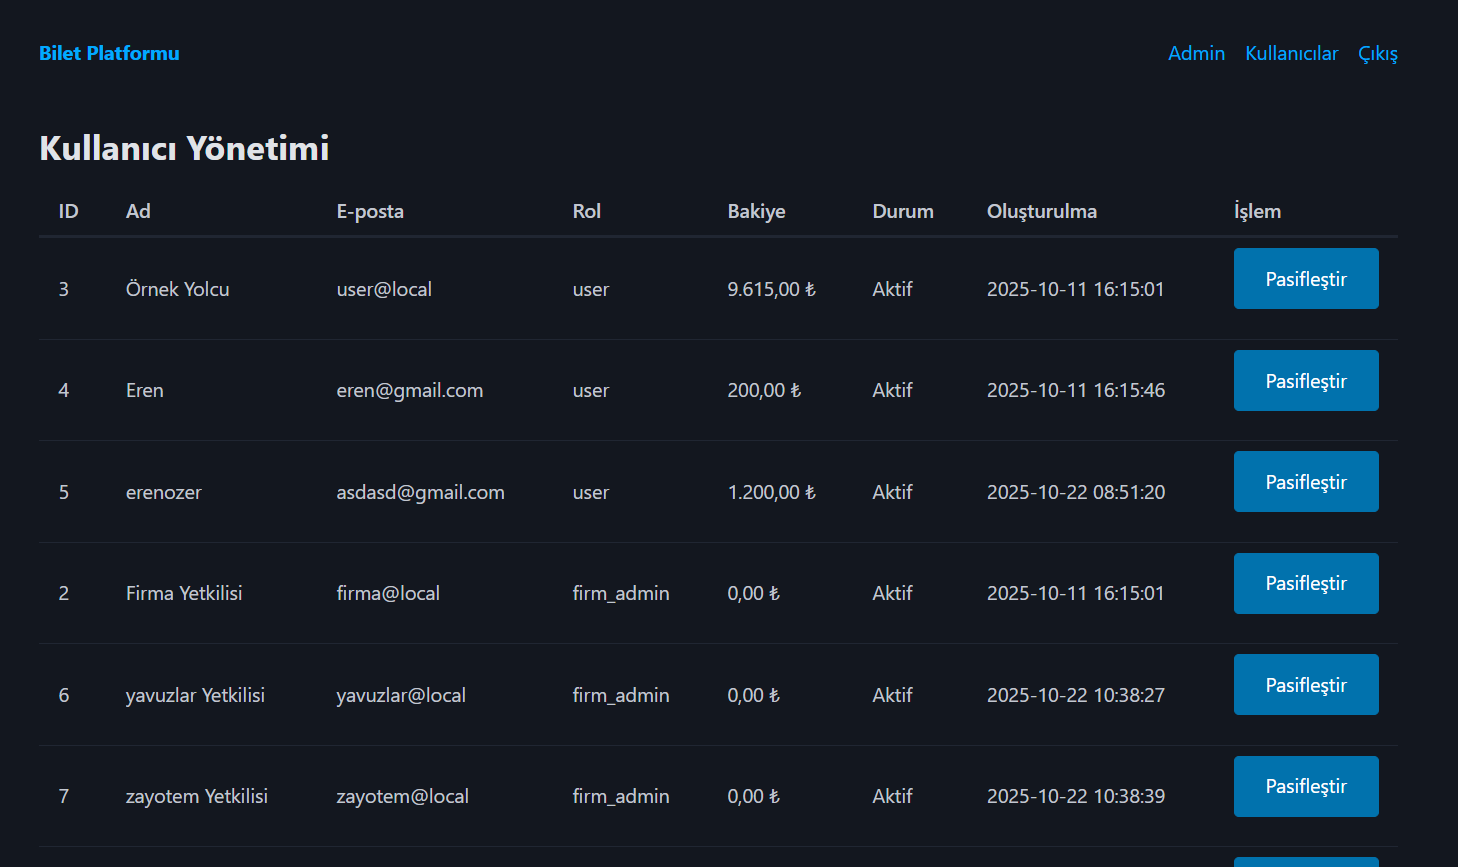 Bilet Platformu Admin Kullanıcılar Çıkış
Kullanıcı Yönetimi
ID Ad E-posta Rol Bakiye Durum Oluşturulma İşlem
3 Örnek Yolcu user@local user 9.615,00 ₺ Aktif 2025-10-11 16:15:01 Pasifleştir
4 Eren eren@gmail.com user 200,00 ₺ Aktif 2025-10-11 16:15:46 Pasifleştir
5 erenozer asdasd@gmail.com user 1.200,00 ₺ Aktif 2025-10-22 08:51:20 Pasifleştir
2 Firma Yetkilisi firma@local firm_admin 0,00 ₺ Aktif 2025-10-11 16:15:01 Pasifleştir
6 yavuzlar Yetkilisi yavuzlar@local firm_admin 0,00 ₺ Aktif 2025-10-22 10:38:27 Pasifleştir
7 zayotem Yetkilisi zayotem@local firm_admin 0,00 ₺ Aktif 2025-10-22 10:38:39 Pasifleştir